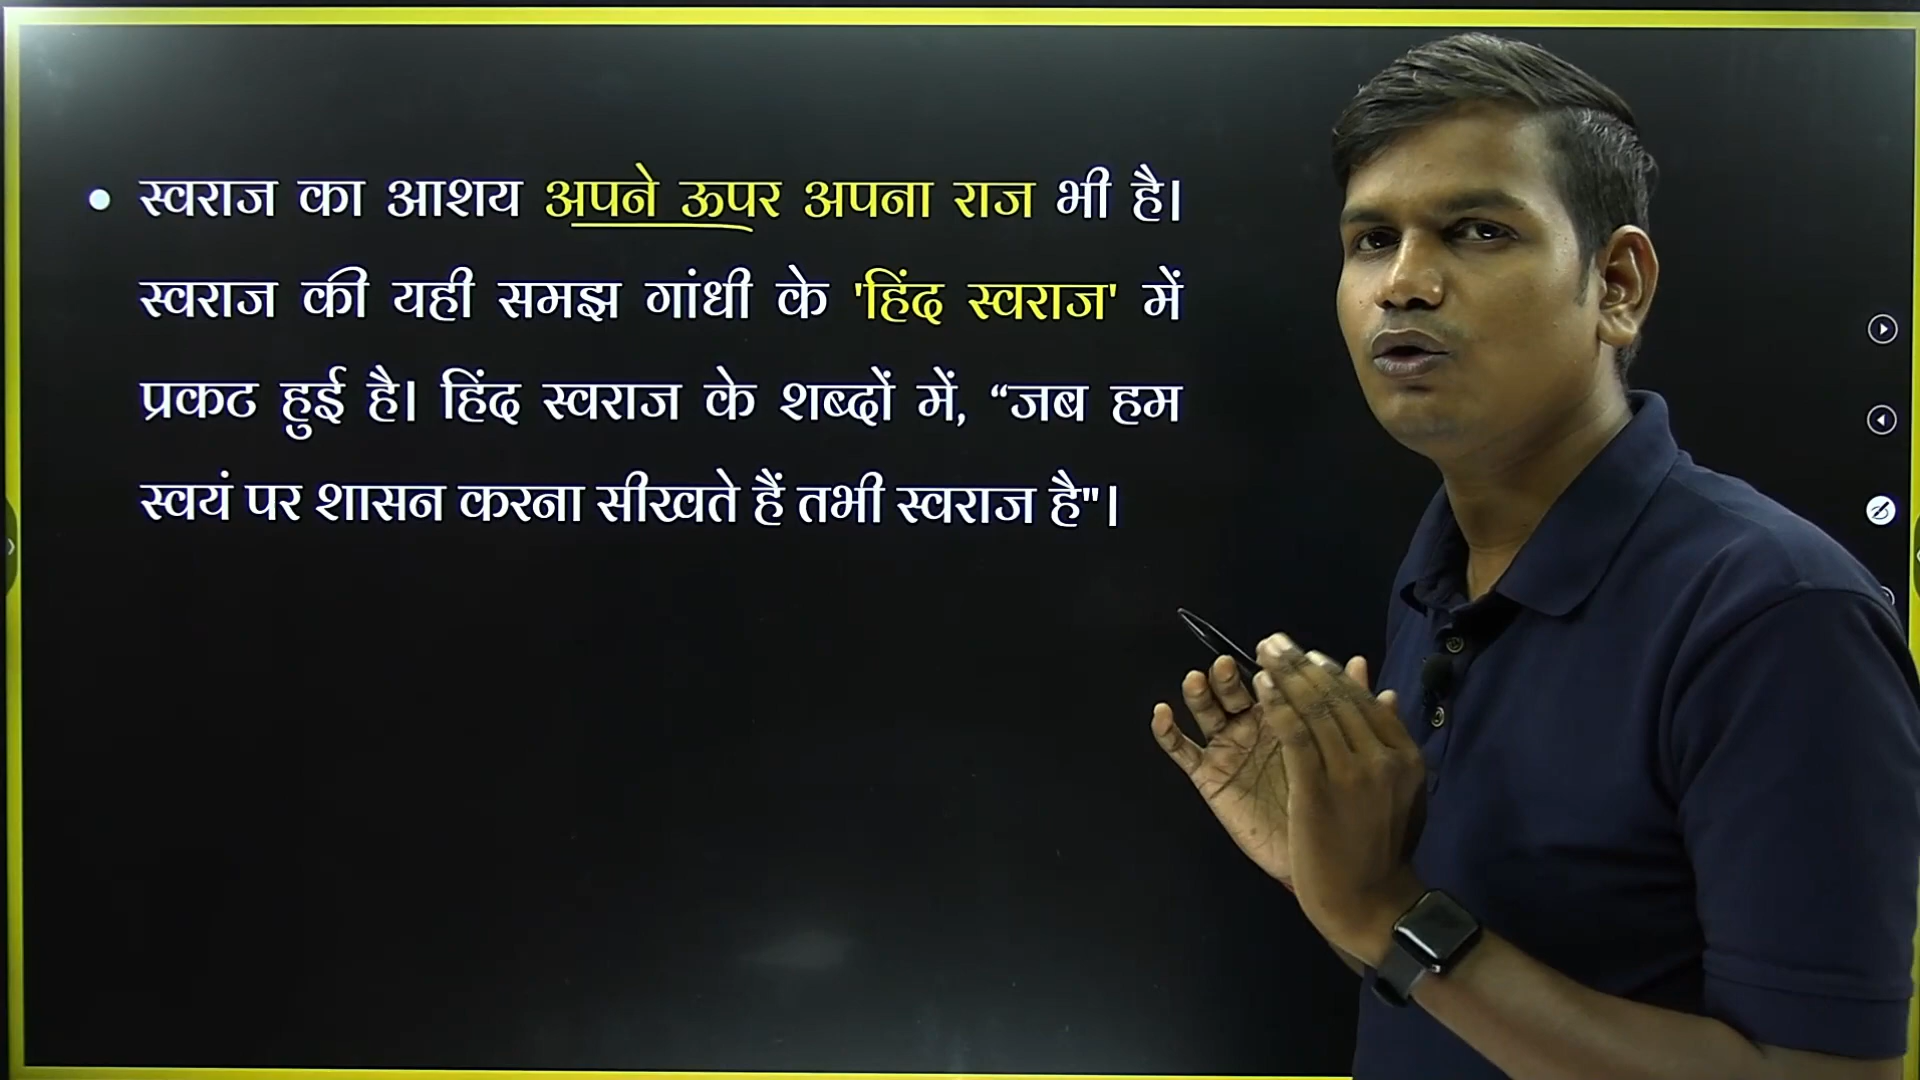 • स्वराज का आशय अपने ऊपर अपना राज भी है।
स्वराज की यही समझ गांधी के 'हिंद स्वराज' में
प्रकट हुई है। हिंद स्वराज के शब्दों में, “जब हम
स्वयं पर शासन करना सीखते हैं तभी स्वराज है"।